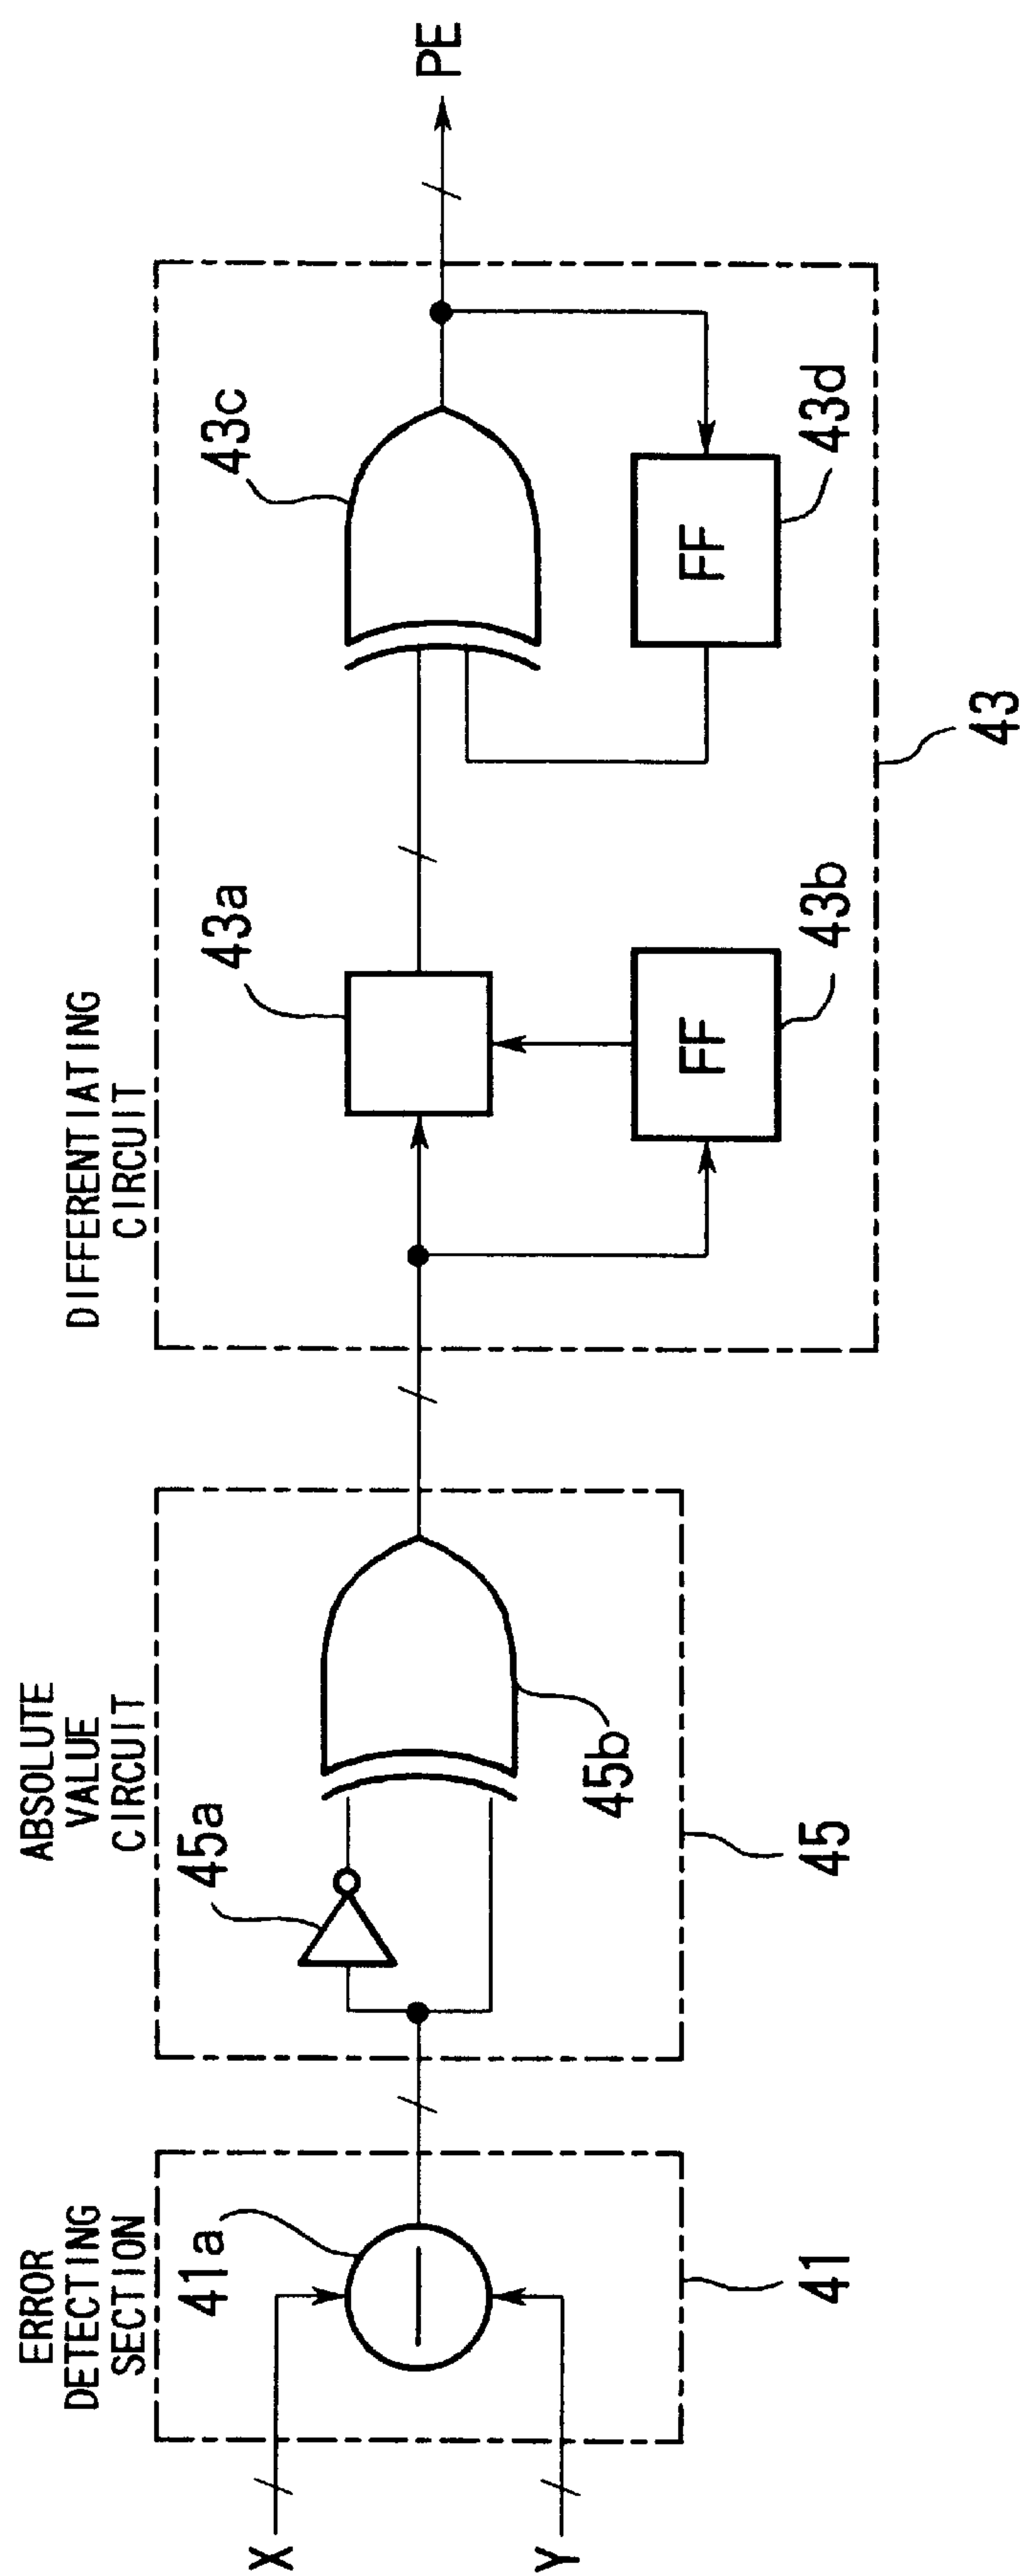 ERROR
DETECTING
SECTION
41a
X
Y
41
ABSOLUTE
VALUE
CIRCUIT
45a
45b
45
DIFFERENTIATING
CIRCUIT
43a
43c
FF
43b
FF
43d
43
PE